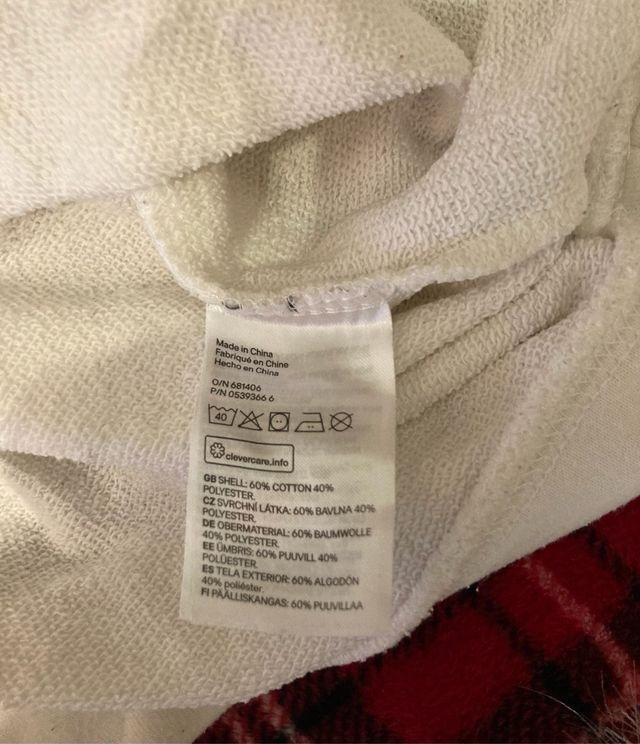 Made in China
Fabriqué en Chine
Hecho en China
O/N 681406
P/N 0539366 6
40
clevercare.info
GB SHELL: 60% COTTON 40%
POLYESTER.
CZ SVRCHNÍ LÁTKA: 60% BAVLNA 40%
POLYESTER.
DE OBERMATERIAL: 60% BAUMWOLLE
40% POLYESTER.
EE ÜMBRIS: 60% PUUVILL 40%
POLÜESTER.
ES TELA EXTERIOR: 60% ALGODÓN
40% poliéster.
FI PÄÄLLISKANGAS: 60% PUUVILLAA